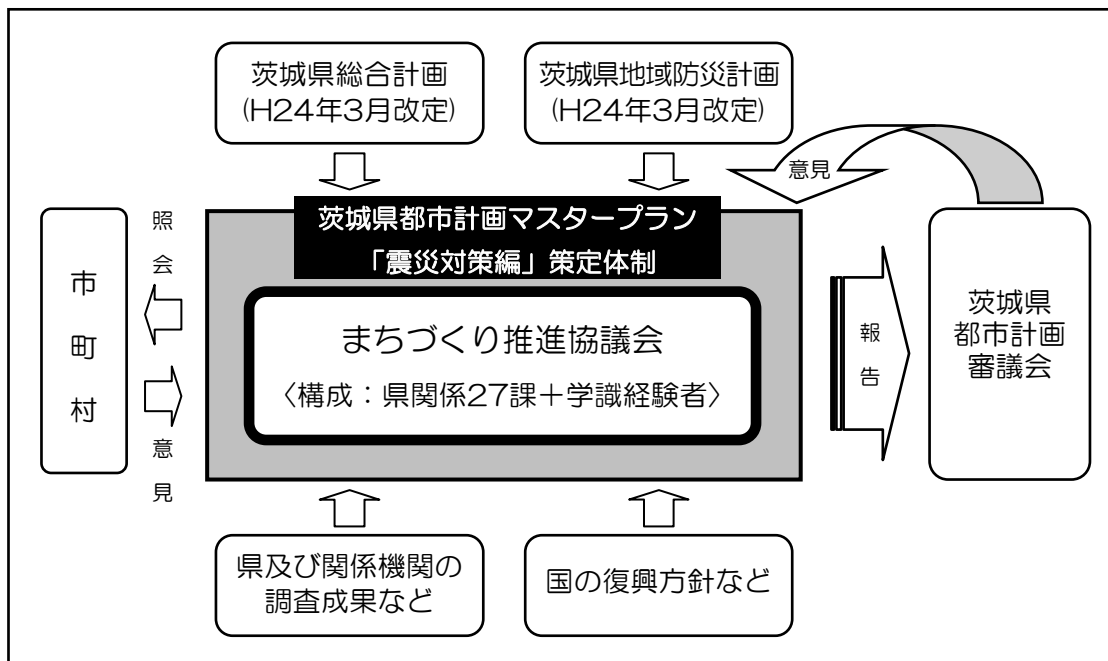 茨城県総合計画
(H24年3月改定)
茨城県地域防災計画
(H24年3月改定)
意見
茨城県都市計画マスタープラン
「震災対策編」策定体制
照会
市町村
意見
まちづくり推進協議会
〈構成:県関係27課+学識経験者〉
報告
茨城県
都市計画
審議会
県及び関係機関の
調査成果など
国の復興方針など